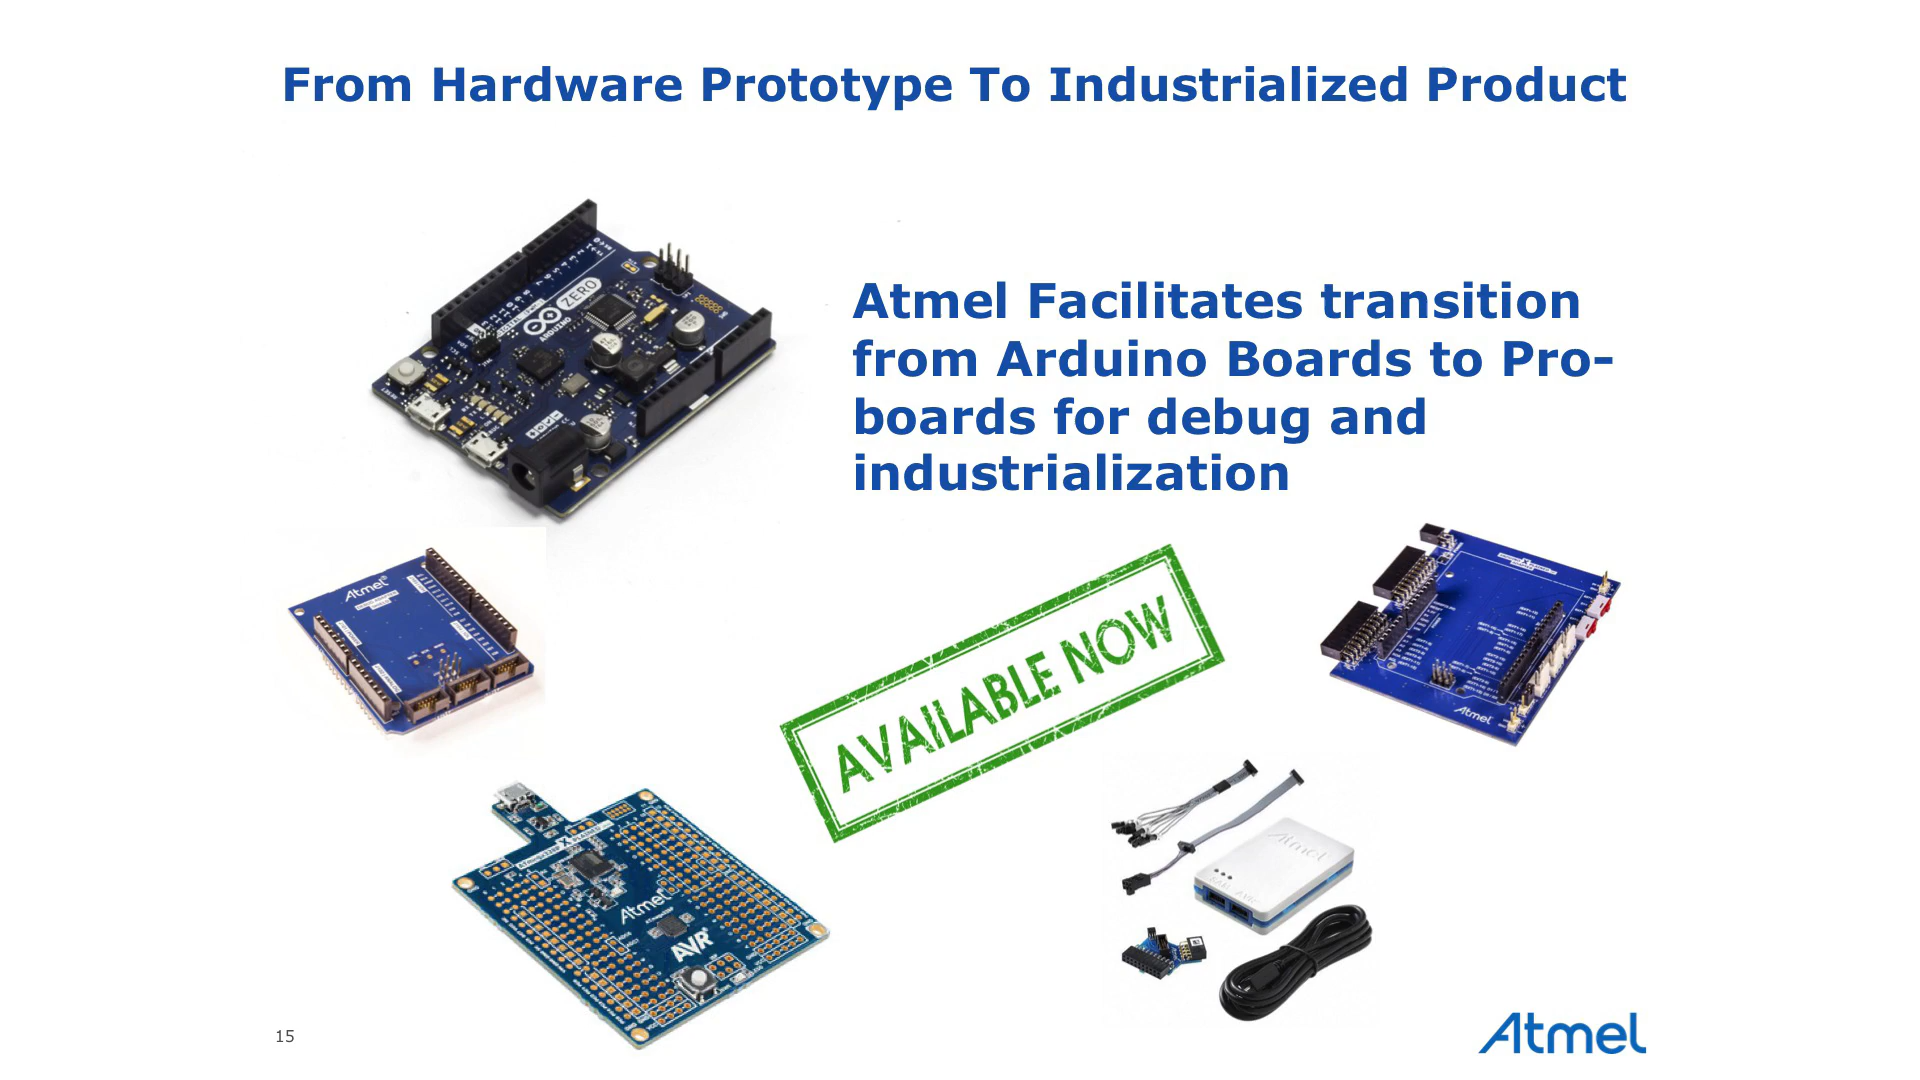 From Hardware Prototype To Industrialized Product
Atmel Facilitates transition
from Arduino Boards to Pro-
boards for debug and
industrialization
ZERO
ARDUINO
Atmel
AVAILABLE NOW
Atmel
Atmel
Atmel
AVR
15
Atmel